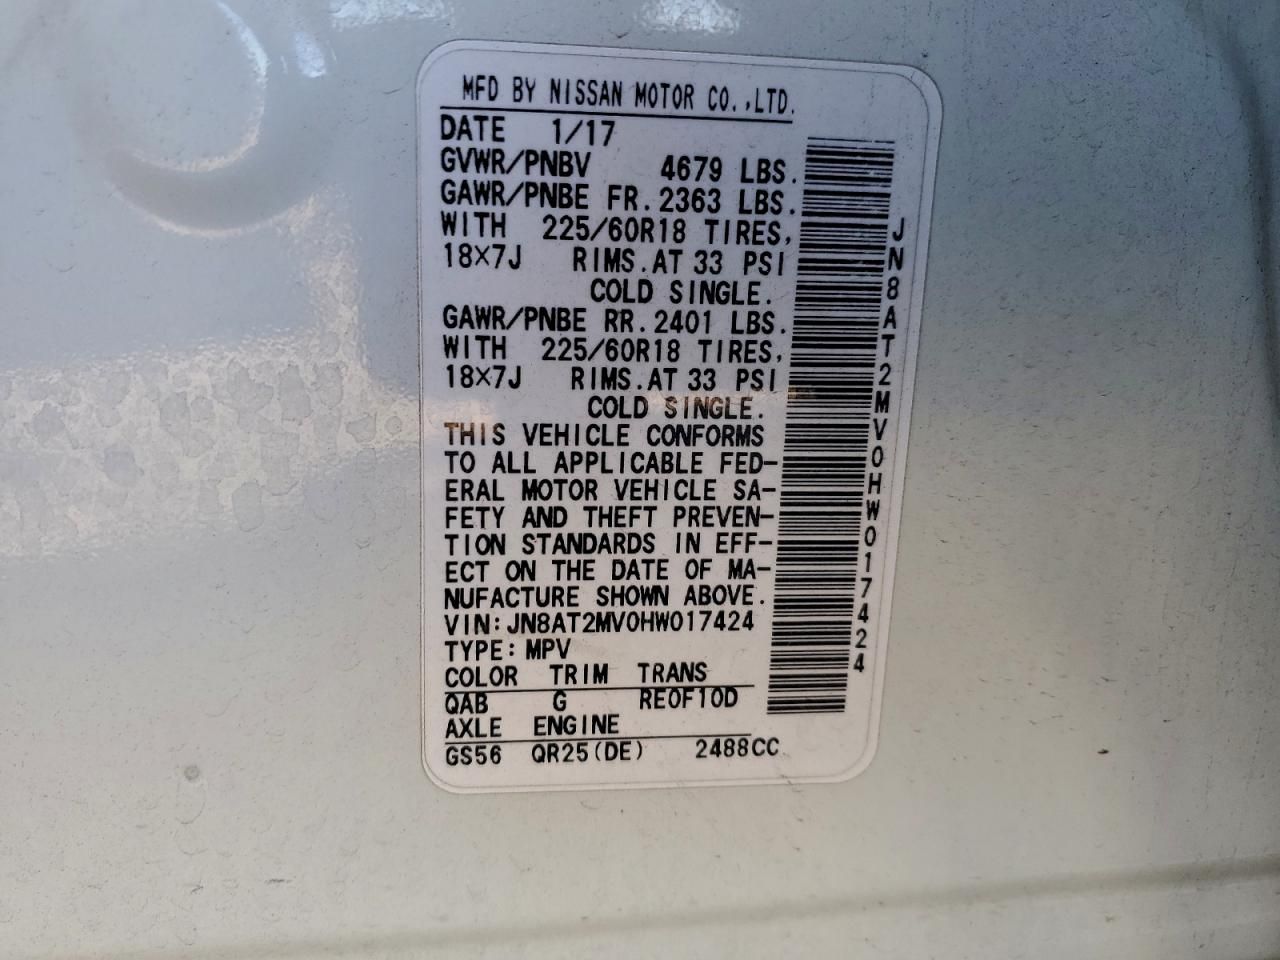 MFD BY NISSAN MOTOR CO.,LTD.
DATE 1/17
GVWR/PNBV 4679 LBS.
GAWR/PNBE FR.2363 LBS.
WITH 225/60R18 TIRES,
18×7J RIMS.AT 33 PSI
COLD SINGLE.
GAWR/PNBE RR.2401 LBS.
WITH 225/60R18 TIRES,
18×7J RIMS.AT 33 PSI
COLD SINGLE.
THIS VEHICLE CONFORMS
TO ALL APPLICABLE FED-
ERAL MOTOR VEHICLE SA-
FETY AND THEFT PREVEN-
TION STANDARDS IN EFF-
ECT ON THE DATE OF MA-
NUFACTURE SHOWN ABOVE.
VIN:JN8AT2MV0HW017424
TYPE:MPV
COLOR TRIM TRANS
QAB G RE0F10D
AXLE ENGINE
GS56 QR25(DE) 2488CC
JN8AT2MV0HW017424